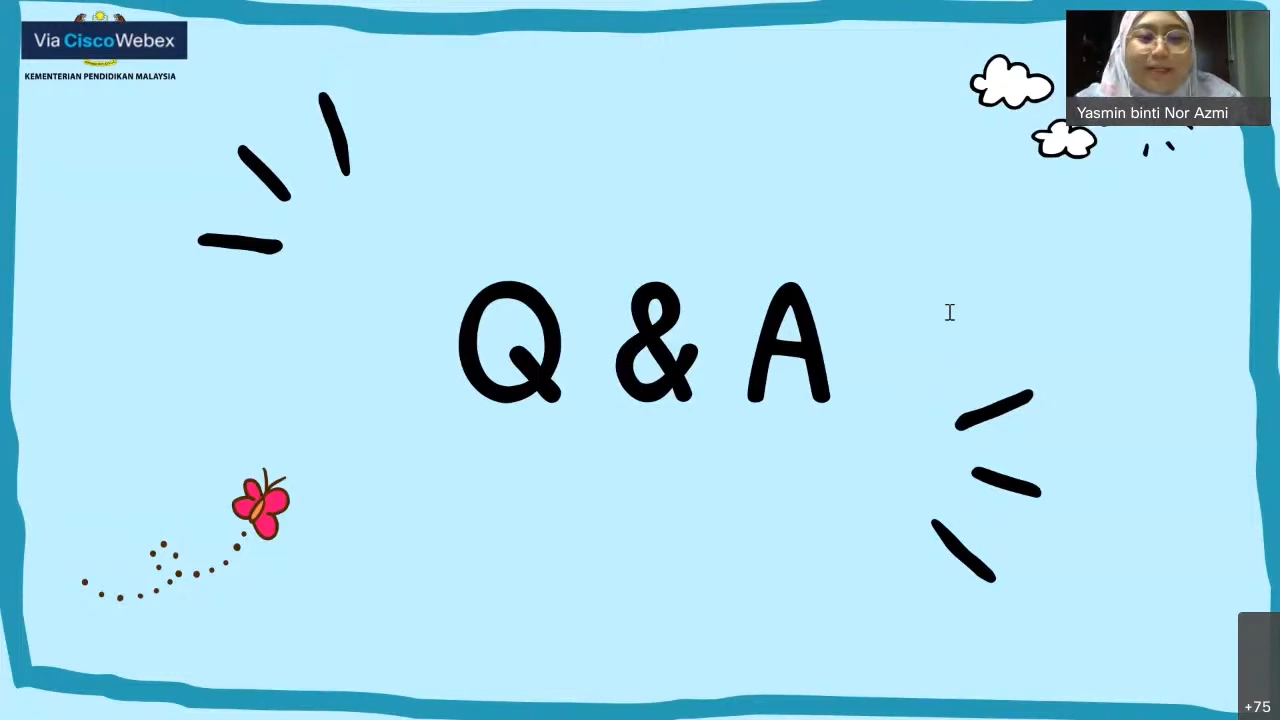 Via CiscoWebex
KEMENTERIAN PENDIDIKAN MALAYSIA
Yasmin binti Nor Azmi
Q & A
+75